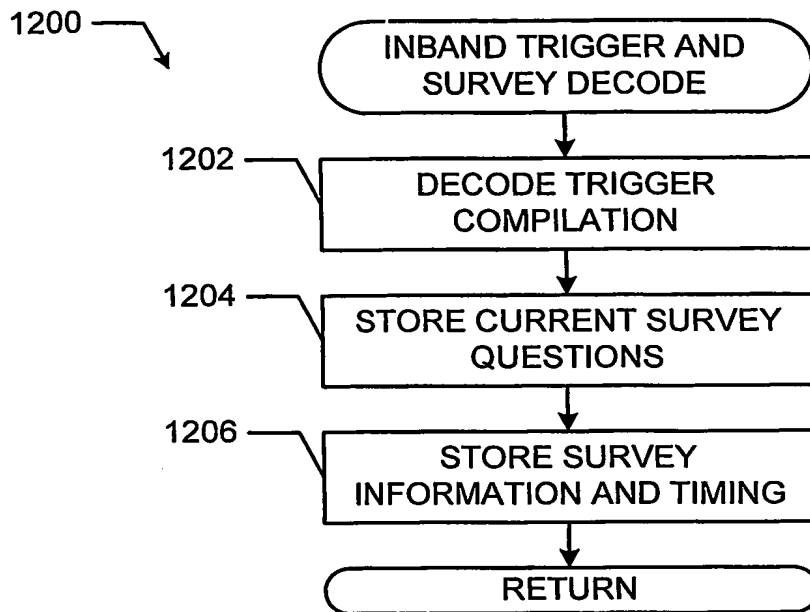 1200
INBAND TRIGGER AND
SURVEY DECODE
1202
DECODE TRIGGER
COMPILATION
1204
STORE CURRENT SURVEY
QUESTIONS
1206
STORE SURVEY
INFORMATION AND TIMING
RETURN